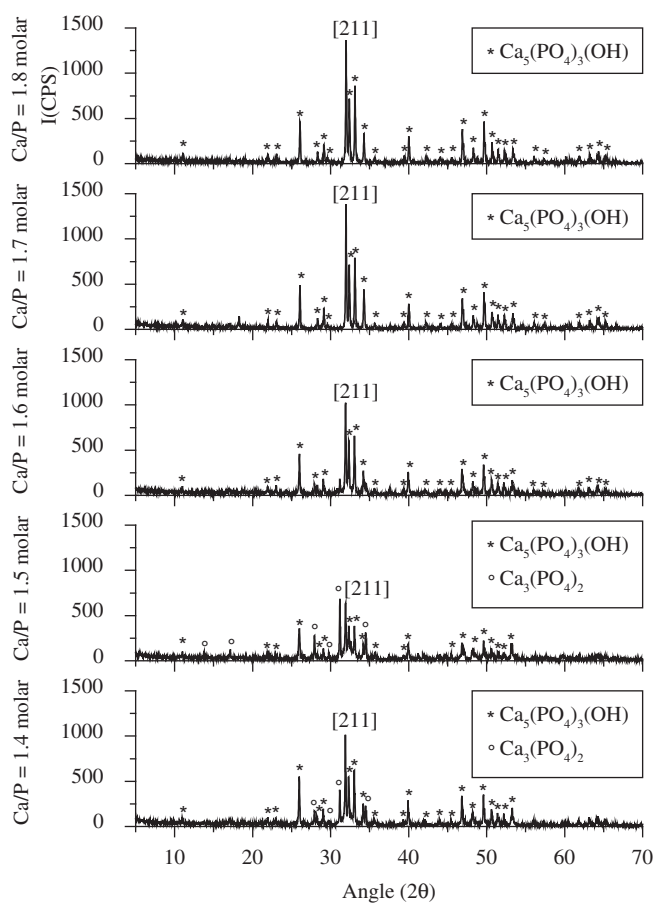 Ca/P = 1.8 molar
I(CPS)
1500
1000
500
0
[211]
* Ca₅(PO₄)₃(OH)
Ca/P = 1.7 molar
1500
1000
500
0
[211]
* Ca₅(PO₄)₃(OH)
Ca/P = 1.6 molar
1500
1000
500
0
[211]
* Ca₅(PO₄)₃(OH)
Ca/P = 1.5 molar
1500
1000
500
0
[211]
* Ca₅(PO₄)₃(OH)
° Ca₃(PO₄)₂
Ca/P = 1.4 molar
1500
1000
500
0
[211]
* Ca₅(PO₄)₃(OH)
° Ca₃(PO₄)₂
10 20 30 40 50 60 70
Angle (2θ)